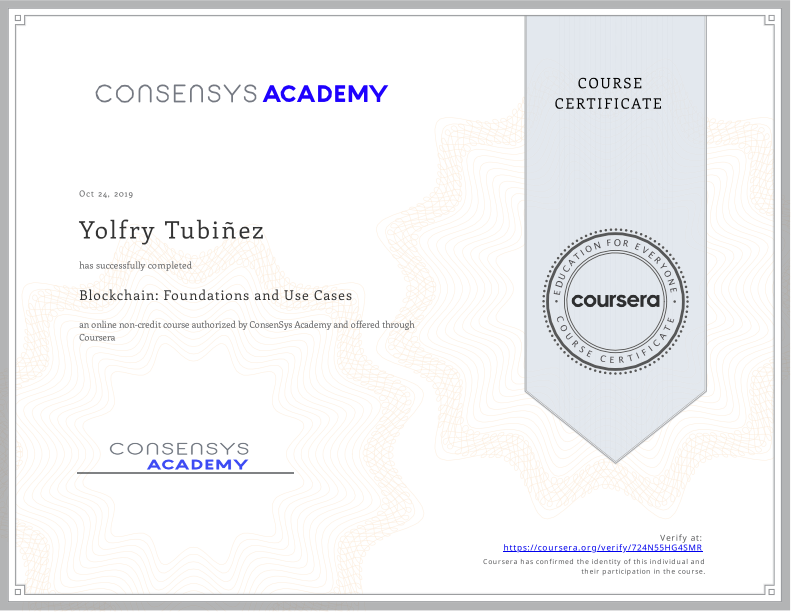 CONSENSYS ACADEMY
COURSE
CERTIFICATE
Oct 24, 2019
Yolfry Tubiñez
has successfully completed
Blockchain: Foundations and Use Cases
an online non-credit course authorized by ConsenSys Academy and offered through
Coursera
EDUCATION FOR EVERYONE
coursera
COURSE CERTIFICATE
CONSENSYS
ACADEMY
Verify at:
https://coursera.org/verify/724N55HG4SMR
Coursera has confirmed the identity of this individual and
their participation in the course.